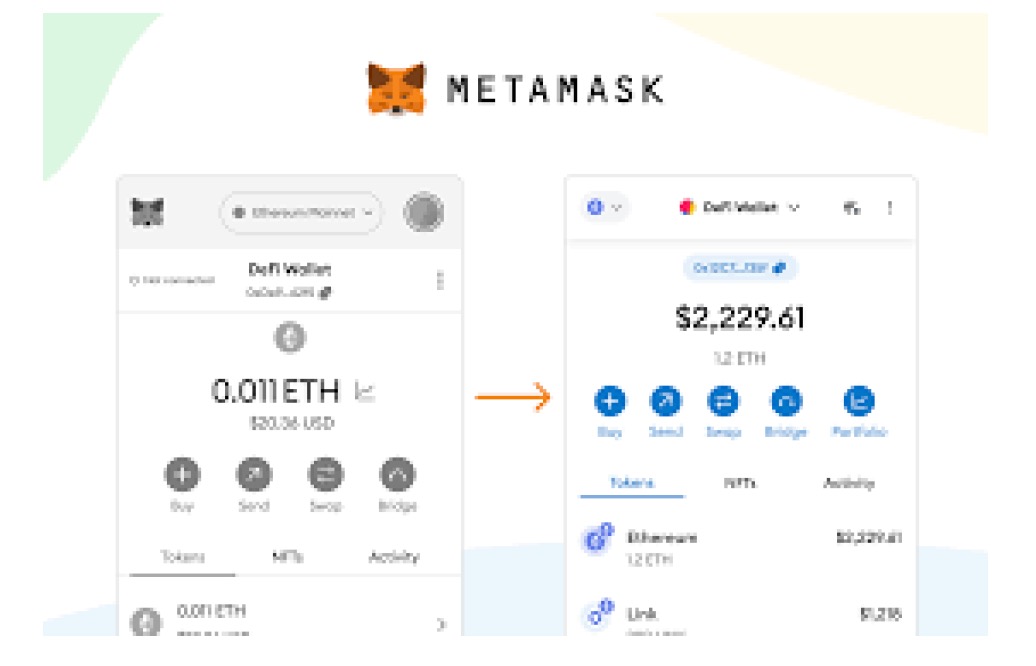 METAMASK
Ethereum Mainnet
Not connected
DeFi Wallet
0.011 ETH
$20.36 USD
Buy
Send
Swap
Bridge
Tokens
NFTs
Activity
0.011 ETH
DeFi Wallet
$2,229.61
1.2 ETH
Buy
Send
Swap
Bridge
Portfolio
Tokens
NFTs
Activity
Ethereum
$2,229.61
1.2 ETH
Link
$1,218